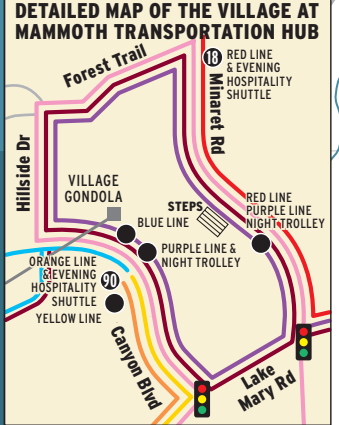 DETAILED MAP OF THE VILLAGE AT
MAMMOTH TRANSPORTATION HUB
Forest Trail
18
RED LINE
& EVENING
HOSPITALITY
SHUTTLE
Minaret Rd
Hillside Dr
VILLAGE
GONDOLA
STEPS
BLUE LINE
RED LINE
PURPLE LINE
NIGHT TROLLEY
PURPLE LINE &
NIGHT TROLLEY
ORANGE LINE
&EVENING
HOSPITALITY
SHUTTLE
90
YELLOW LINE
Canyon Blvd
Lake
Mary Rd